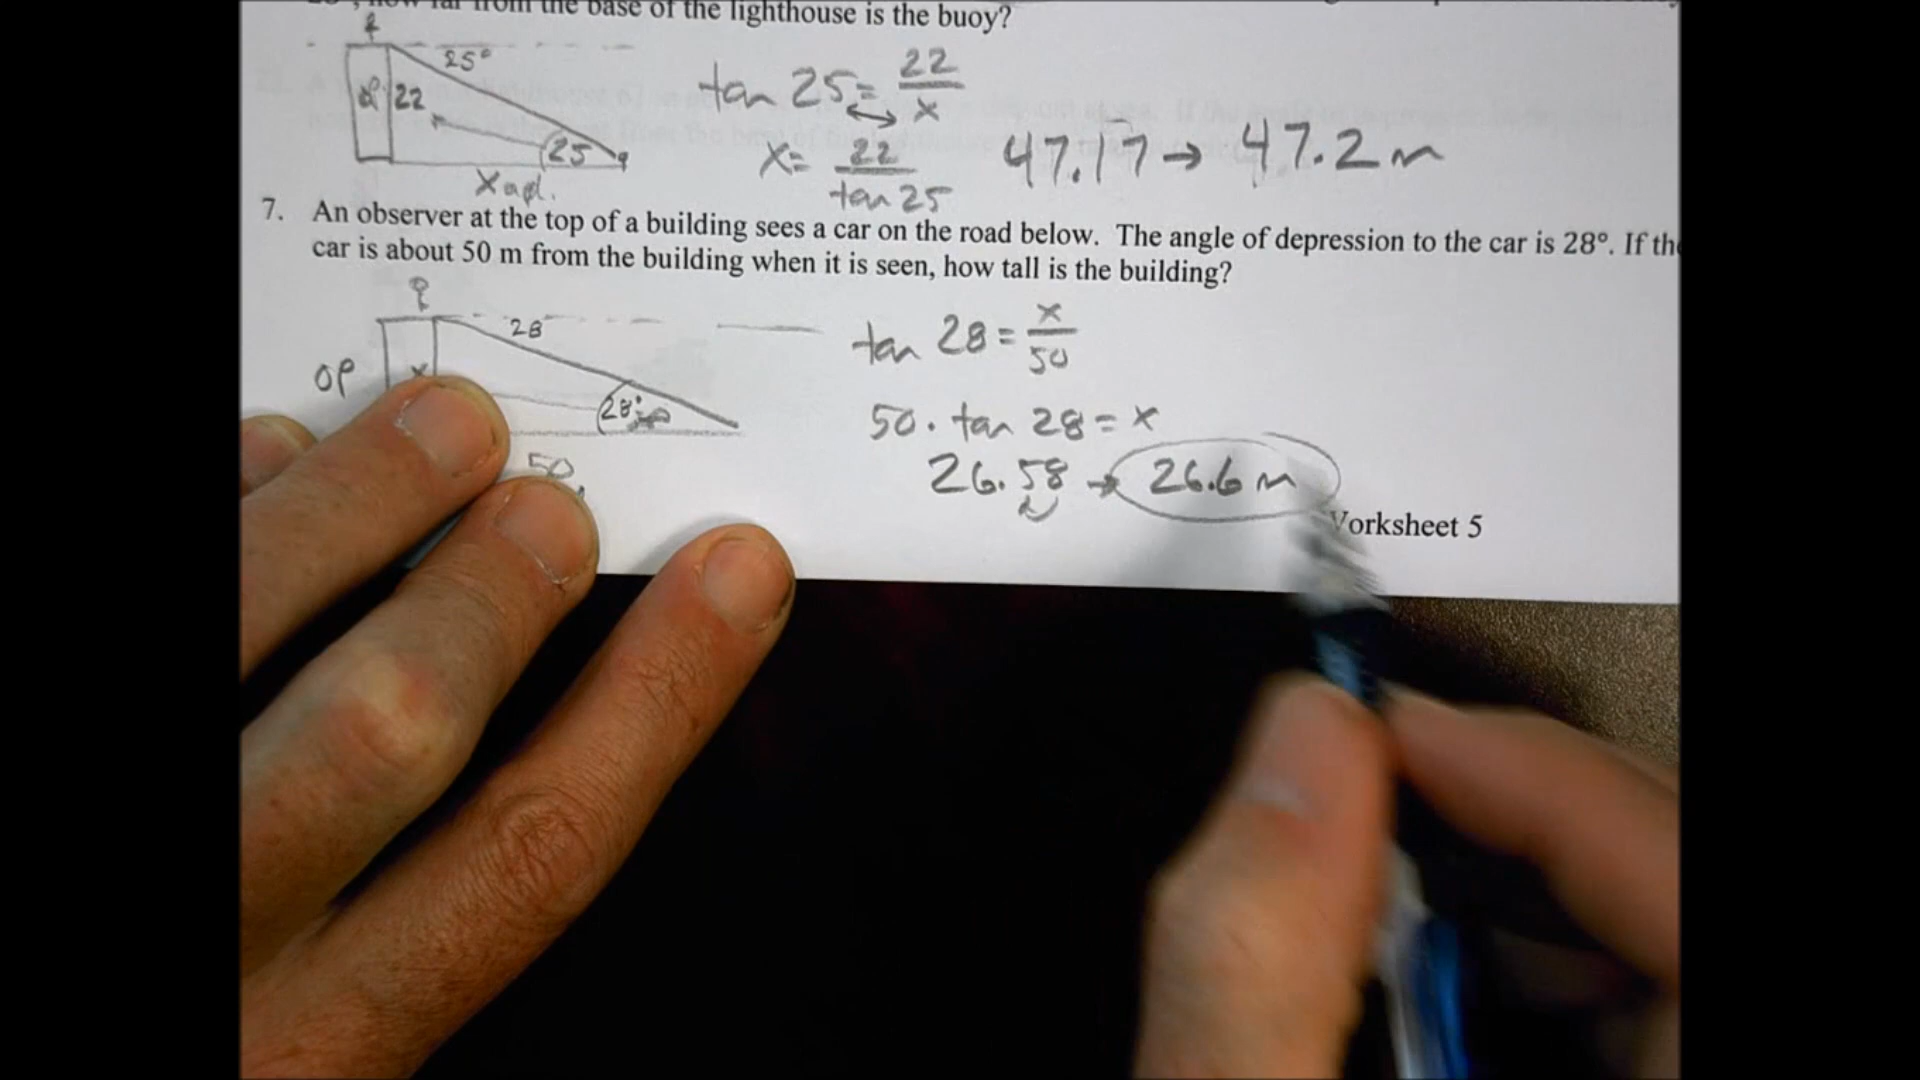 from the base of the lighthouse is the buoy?
25°
22
25
x adj.
tan 25 = 22/x
x = 22/tan 25
47.17 → 47.2 m
7. An observer at the top of a building sees a car on the road below. The angle of depression to the car is 28°. If the
car is about 50 m from the building when it is seen, how tall is the building?
28
op
x
28°
50
tan 28 = x/50
50 . tan 28 = x
26.58 → 26.6 m
Worksheet 5